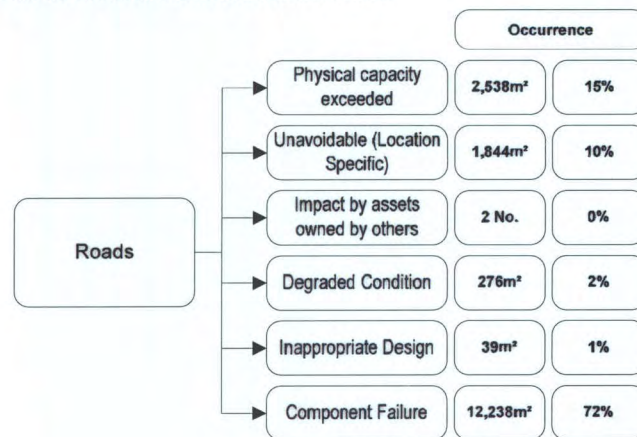 Occurrence
Physical capacity
exceeded
2,538m²
15%
Unavoidable (Location
Specific)
1,844m²
10%
Impact by assets
owned by others
2 No.
0%
Roads
Degraded Condition
276m²
2%
Inappropriate Design
39m²
1%
Component Failure
12,238m²
72%